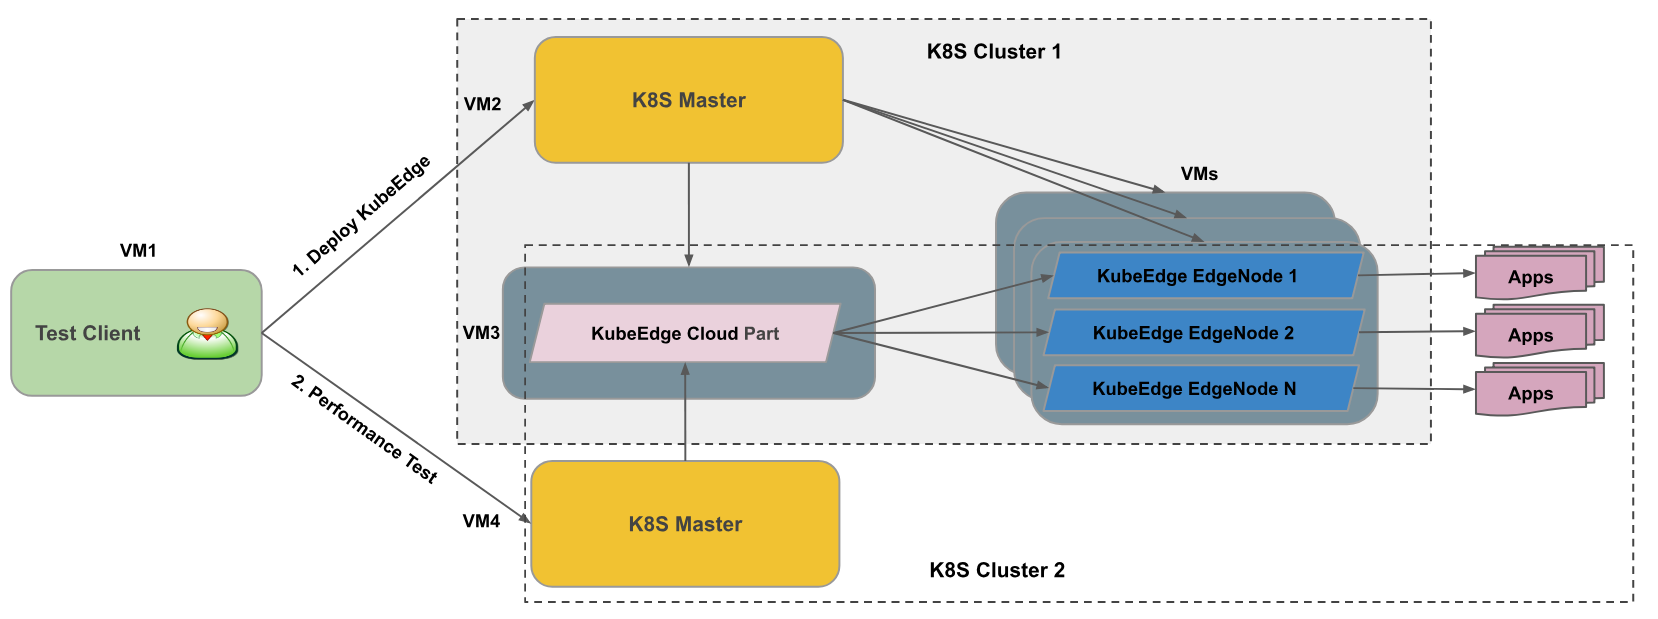 K8S Cluster 1
K8S Master
VM2
VMs
1. Deploy KubeEdge
VM1
Test Client
VM3
KubeEdge Cloud Part
KubeEdge EdgeNode 1
Apps
KubeEdge EdgeNode 2
Apps
KubeEdge EdgeNode N
Apps
2. Performance Test
VM4
K8S Master
K8S Cluster 2